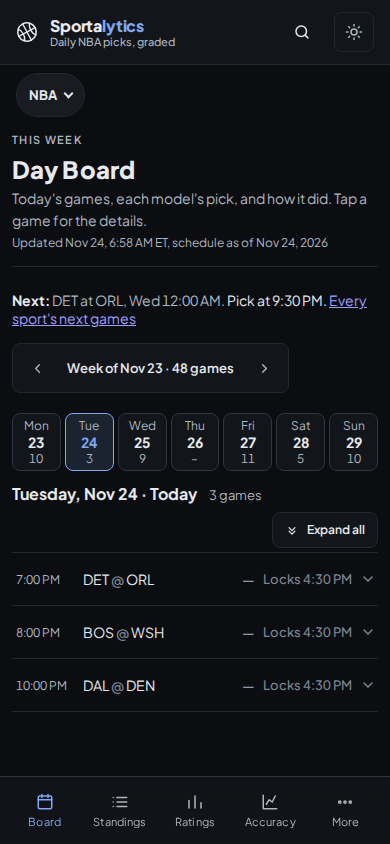 Sportalytics
Daily NBA picks, graded
NBA
THIS WEEK
Day Board
Today's games, each model's pick, and how it did. Tap a
game for the details.
Updated Nov 24, 6:58 AM ET, schedule as of Nov 24, 2026
Next: DET at ORL, Wed 12:00 AM. Pick at 9:30 PM. Every
sport's next games
Week of Nov 23 · 48 games
Mon Tue Wed Thu Fri Sat Sun
23 24 25 26 27 28 29
10 3 9 – 11 5 10
Tuesday, Nov 24 · Today 3 games
Expand all
7:00 PM DET @ ORL — Locks 4:30 PM
8:00 PM BOS @ WSH — Locks 4:30 PM
10:00 PM DAL @ DEN — Locks 4:30 PM
Board Standings Ratings Accuracy More